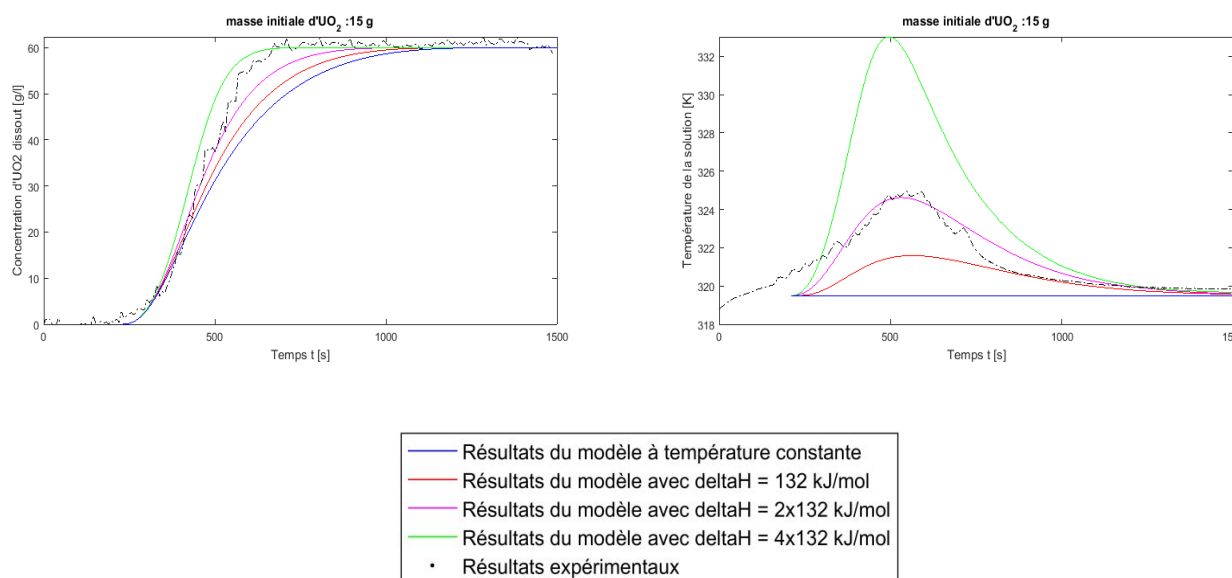 masse initiale d'UO2 :15 g
Concentration d'UO2 dissout [g/l]
60
50
40
30
20
10
0
0
500
1000
1500
Temps t [s]
masse initiale d'UO2 :15 g
Température de la solution [K]
332
330
328
326
324
322
320
318
0
500
1000
150
Temps t [s]
Résultats du modèle à température constante
Résultats du modèle avec deltaH = 132 kJ/mol
Résultats du modèle avec deltaH = 2x132 kJ/mol
Résultats du modèle avec deltaH = 4x132 kJ/mol
Résultats expérimentaux